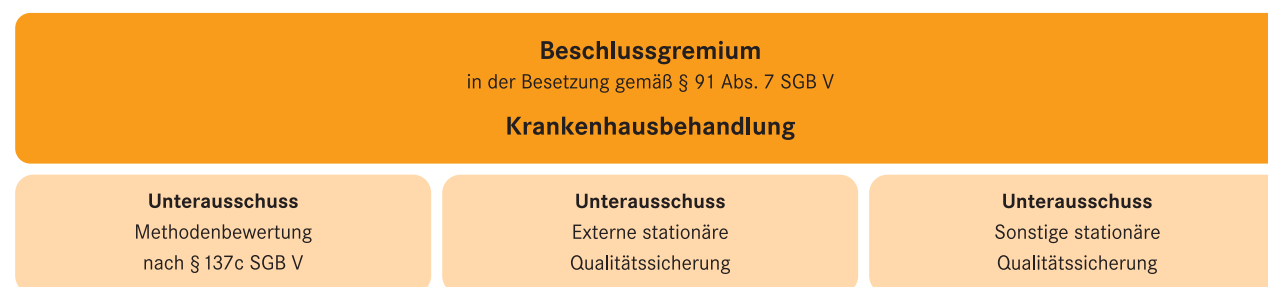 Beschlussgremium
in der Besetzung gemäß § 91 Abs. 7 SGB V
Krankenhausbehandlung
Unterausschuss
Methodenbewertung
nach § 137c SGB V
Unterausschuss
Externe stationäre
Qualitätssicherung
Unterausschuss
Sonstige stationäre
Qualitätssicherung